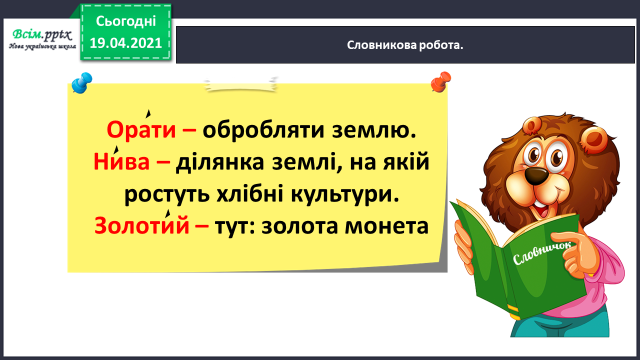 Всім.pptx
Нова українська школа
Сьогодні
19.04.2021
Словникова робота.
Ора́ти – обробляти землю.
Ни́ва – ділянка землі, на якій
ростуть хлібні культури.
Золоти́й – тут: золота монета
Словничок